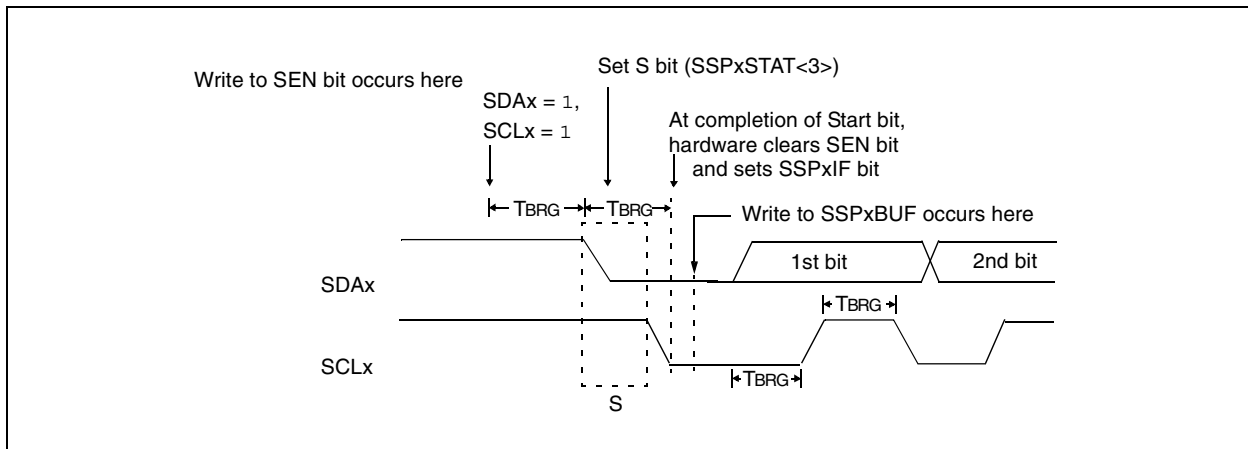 Write to SEN bit occurs here
Set S bit (SSPxSTAT<3>)
SDAx = 1,
SCLx = 1
At completion of Start bit,
hardware clears SEN bit
and sets SSPxIF bit
TBRG
TBRG
Write to SSPxBUF occurs here
SDAx
1st bit
2nd bit
TBRG
SCLx
TBRG
S